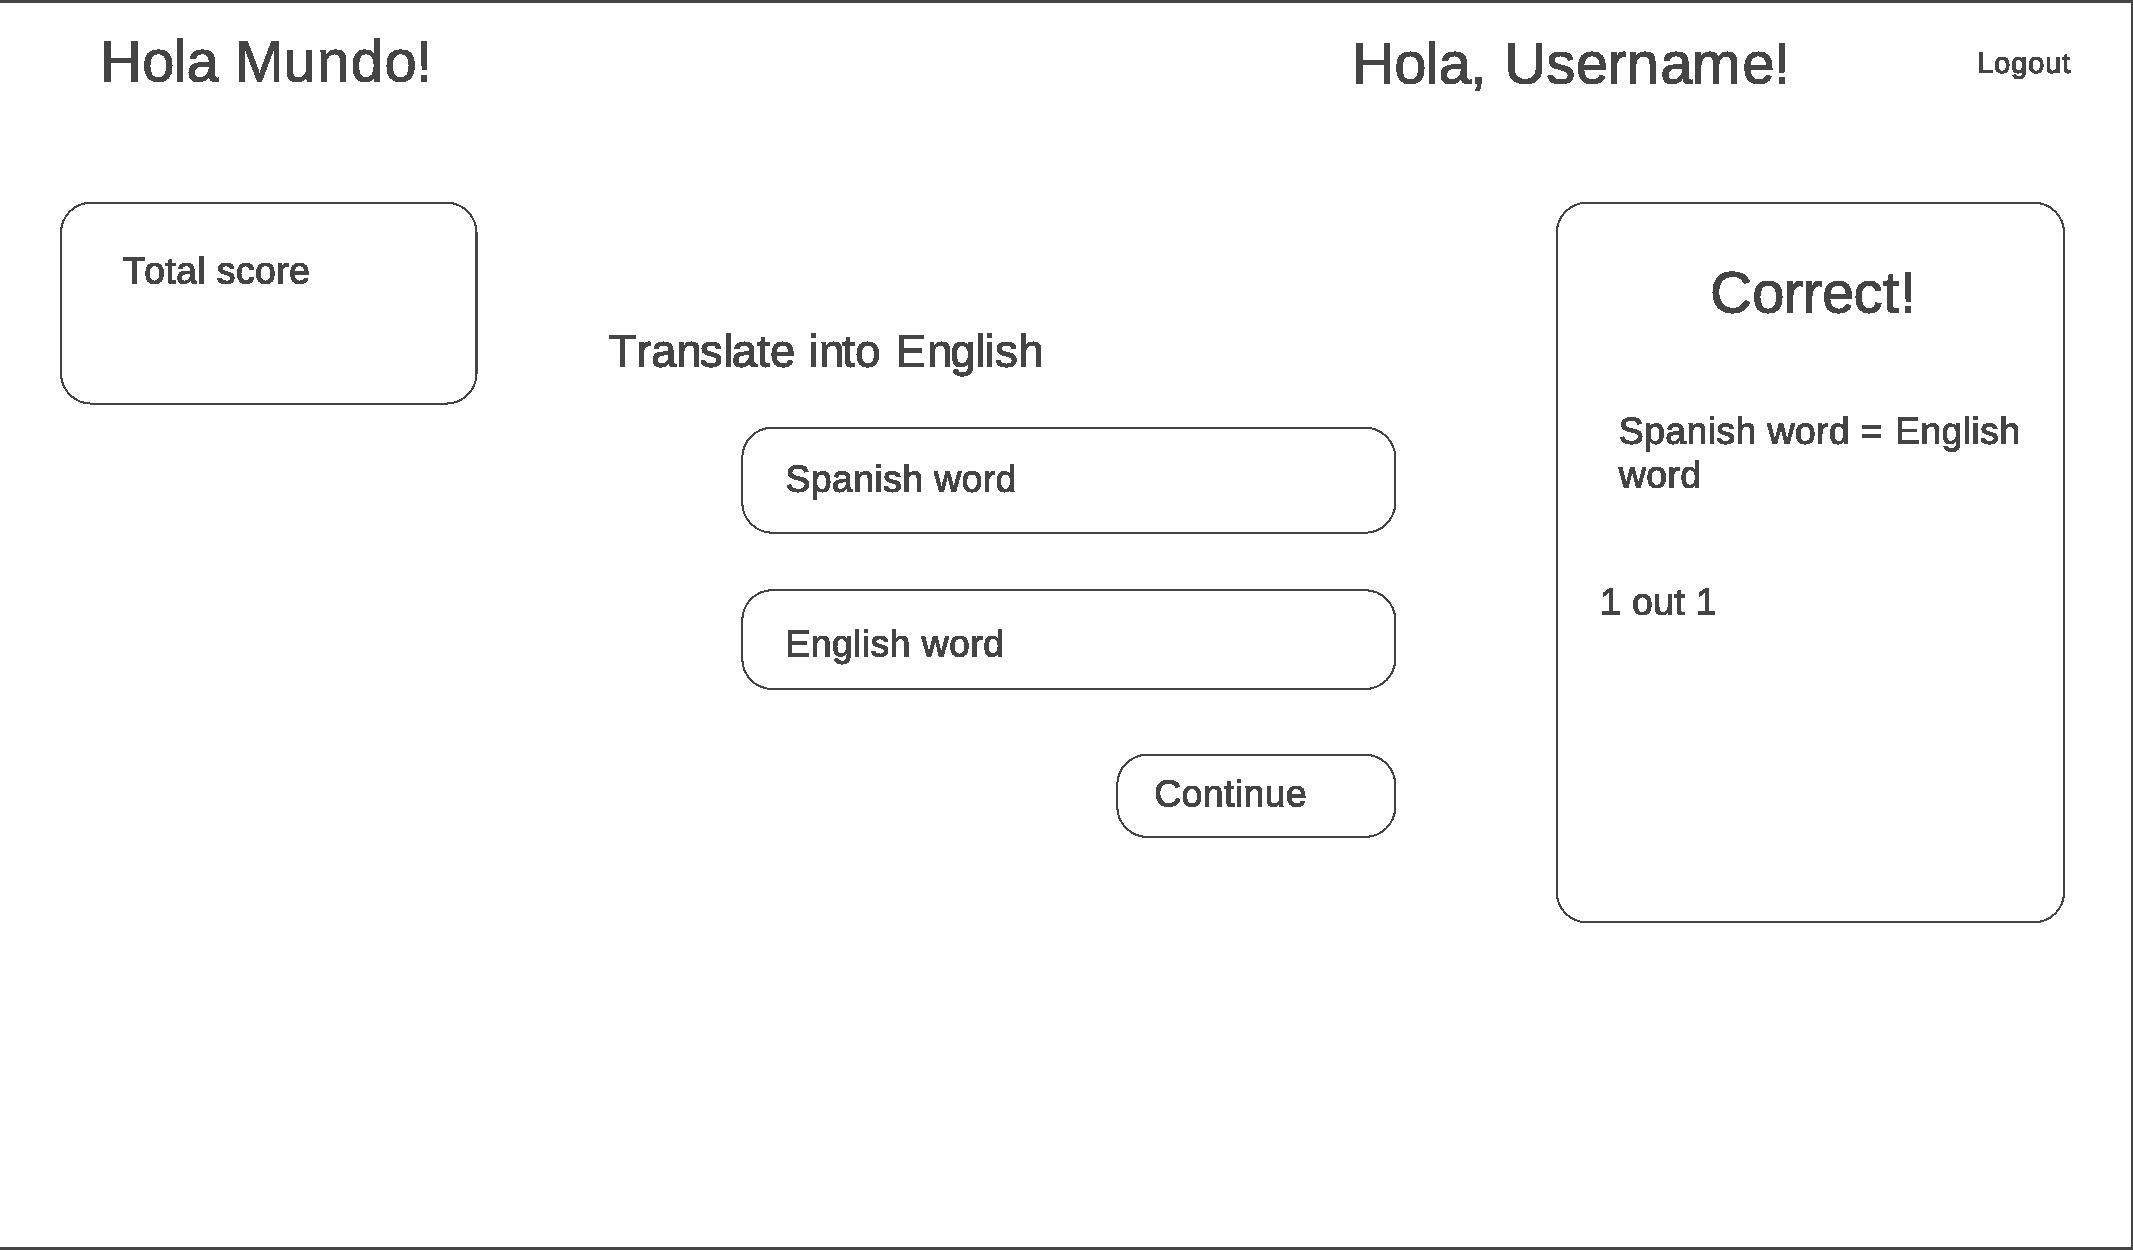 Hola Mundo!
Hola, Username!
Logout
Total score
Translate into English
Spanish word
English word
Continue
Correct!
Spanish word = English
word
1 out 1